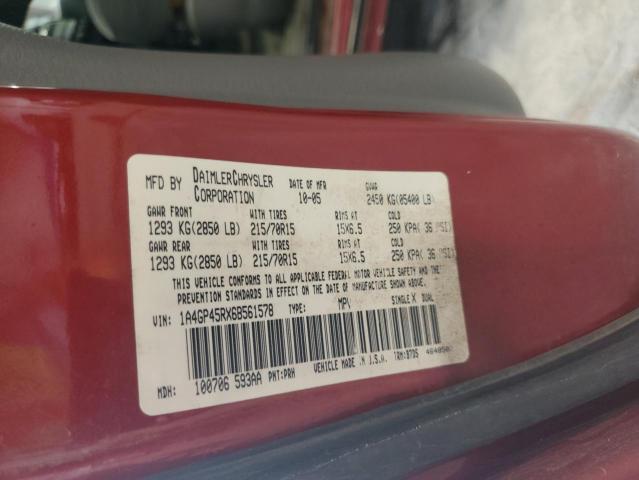 MFD BY DAIMLERCHRYSLER CORPORATION DATE OF MFR 10-05 GVWR 2450 KG(05400 LB)
GAWR FRONT WITH TIRES RIMS AT COLD
1293 KG(2850 LB) 215/70R15 15X6.5 250 KPA( 36 PSI)
GAWR REAR WITH TIRES RIMS AT COLD
1293 KG(2850 LB) 215/70R15 15X6.5 250 KPA( 36 PSI)
THIS VEHICLE CONFORMS TO ALL APPLICABLE FEDERAL MOTOR VEHICLE SAFETY AND THEFT
PREVENTION STANDARDS IN EFFECT ON THE DATE OF MANUFACTURE SHOWN ABOVE.
VIN: 1A4GP45RX6B561578 TYPE: MPV SINGLE X DUAL
MDH: 100706 593AA PNT:PRH VEHICLE MADE IN U.S.A. TRM:B7D5